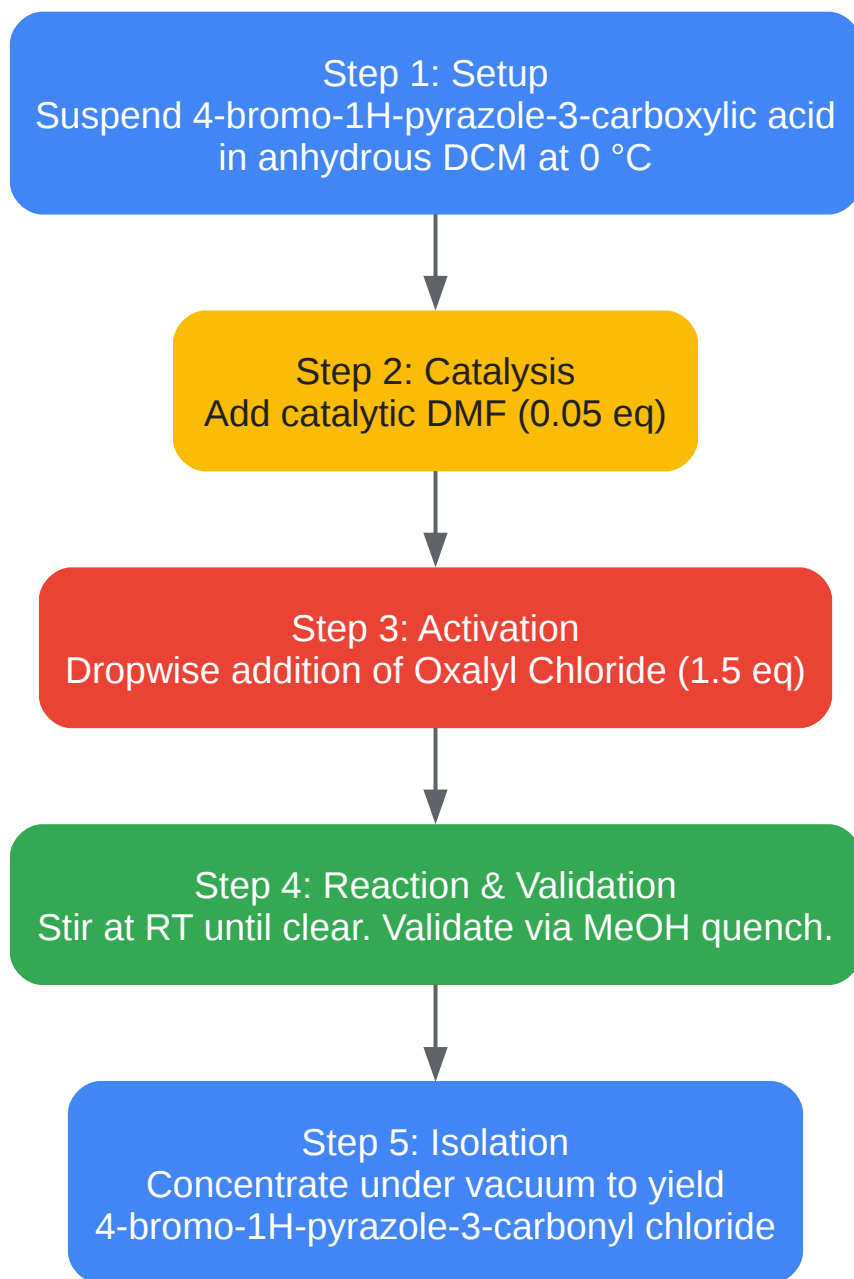 Step 1: Setup
Suspend 4-bromo-1H-pyrazole-3-carboxylic acid
in anhydrous DCM at 0 °C
Step 2: Catalysis
Add catalytic DMF (0.05 eq)
Step 3: Activation
Dropwise addition of Oxalyl Chloride (1.5 eq)
Step 4: Reaction & Validation
Stir at RT until clear. Validate via MeOH quench.
Step 5: Isolation
Concentrate under vacuum to yield
4-bromo-1H-pyrazole-3-carbonyl chloride